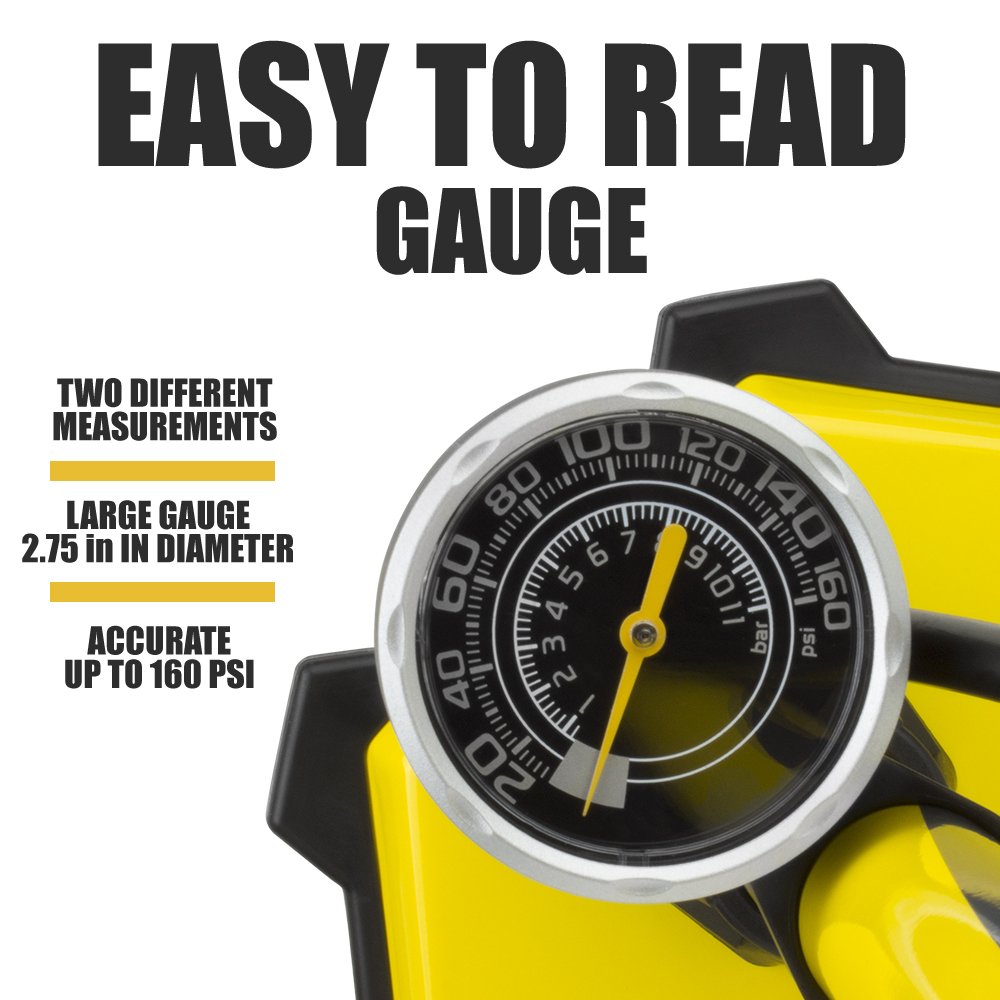 EASY TO READ
GAUGE
TWO DIFFERENT
MEASUREMENTS
LARGE GAUGE
2.75 in IN DIAMETER
ACCURATE
UP TO 160 PSI
20
40
60
80
100
120
140
160
psi
1
2
3
4
5
6
7
9
10
11
bar